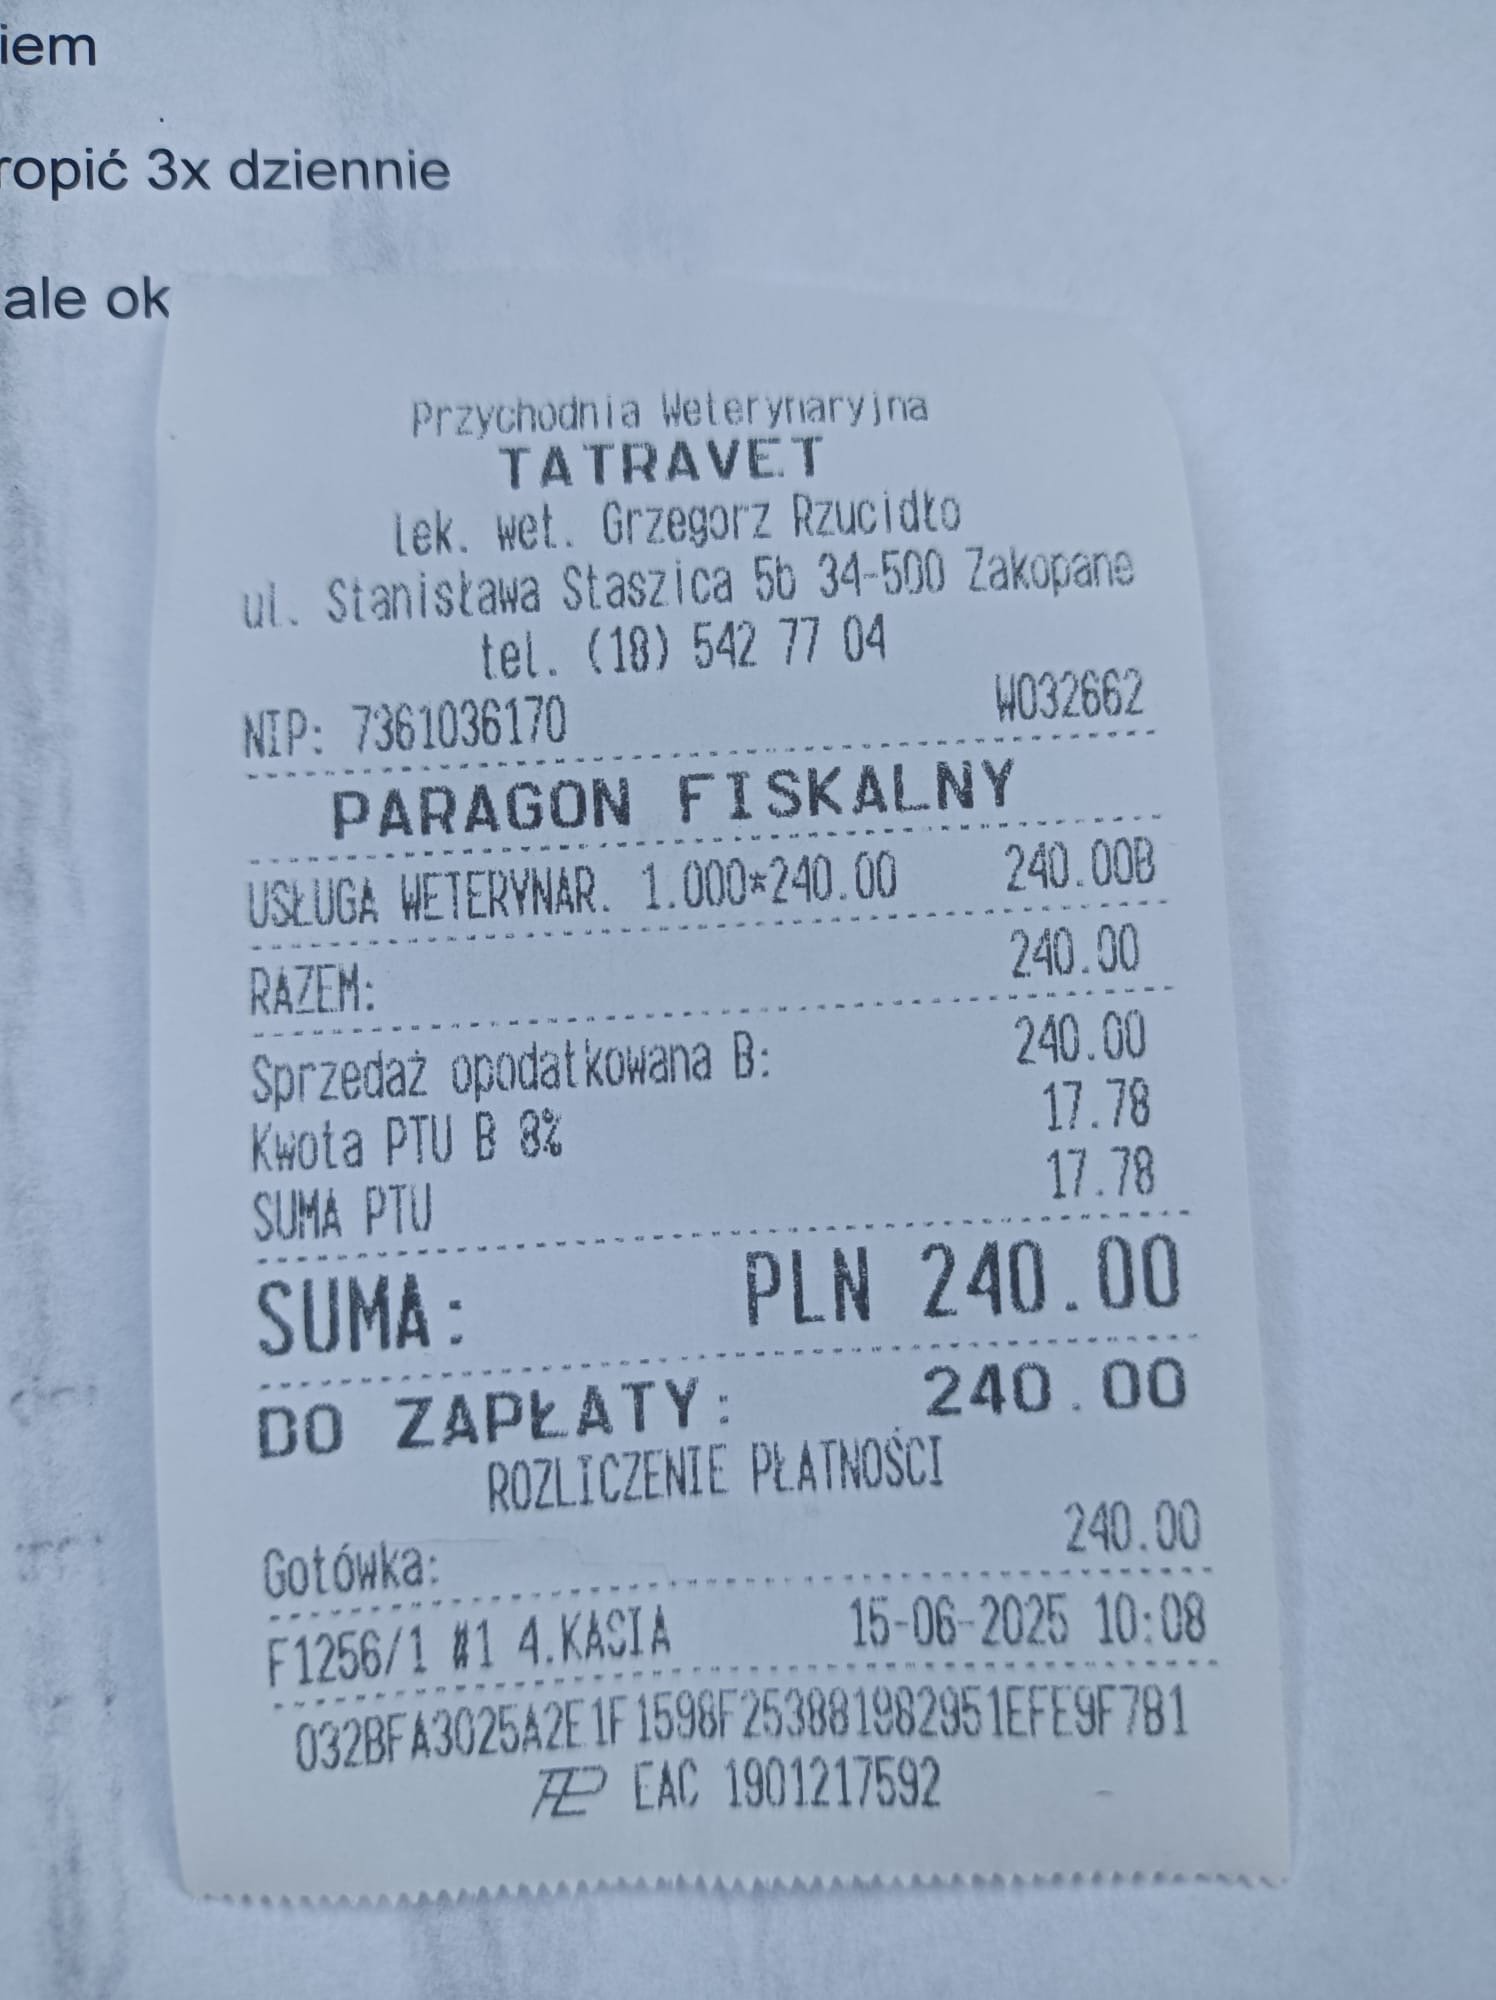 iem
ropić 3x dziennie
ale ok
Przychodnia Weterynaryjna
TATRAVET
lek. wet. Grzegorz Rzucidło
ul. Stanisława Staszica 5b 34-500 Zakopane
tel. (18) 542 77 04
NIP: 7361036170 W032662
PARAGON FISKALNY
USŁUGA WETERYNAR. 1.000*240.00 240.00B
RAZEM: 240.00
Sprzedaż opodatkowana B: 240.00
Kwota PTU B 8% 17.78
SUMA PTU 17.78
SUMA: PLN 240.00
DO ZAPŁATY: 240.00
ROZLICZENIE PŁATNOŚCI
Gotówka: 240.00
F1256/1 #1 4.KASIA 15-06-2025 10:08
032BFA3025A2E1F1598F253881982951EFE9F7B1
EAC 1901217592